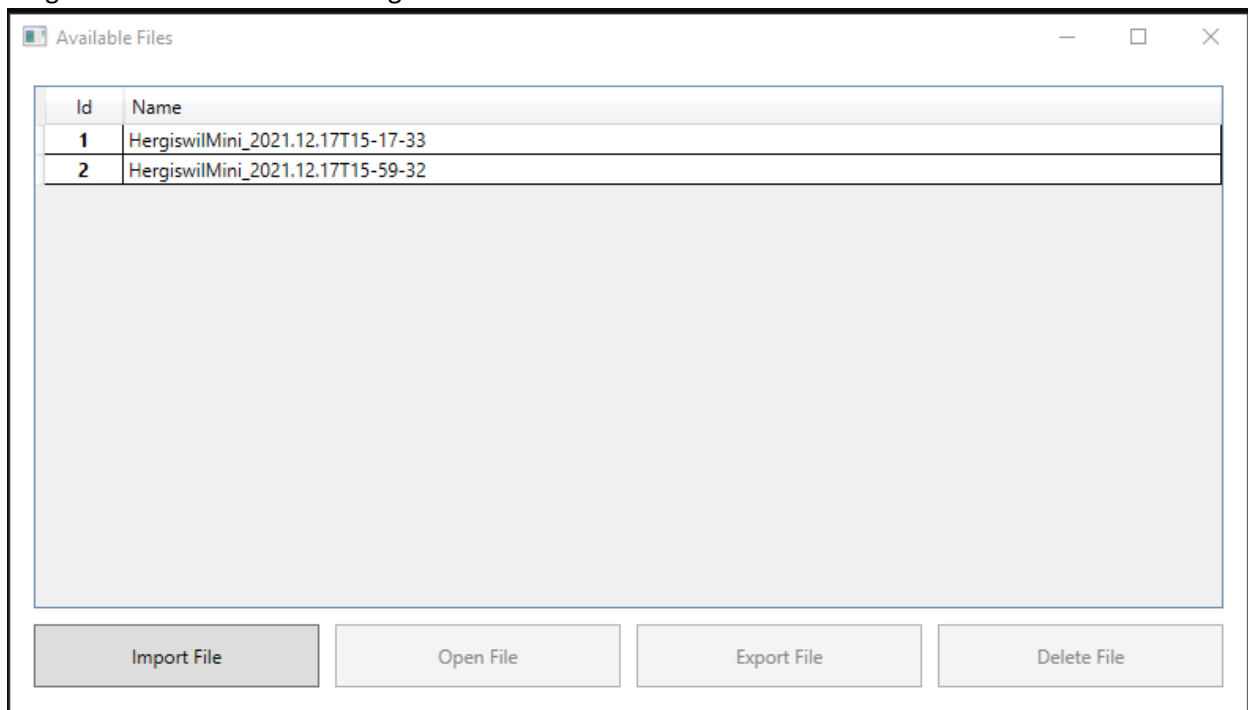 Available Files
Id Name
1 HergiswilMini_2021.12.17T15-17-33
2 HergiswilMini_2021.12.17T15-59-32
Import File Open File Export File Delete File